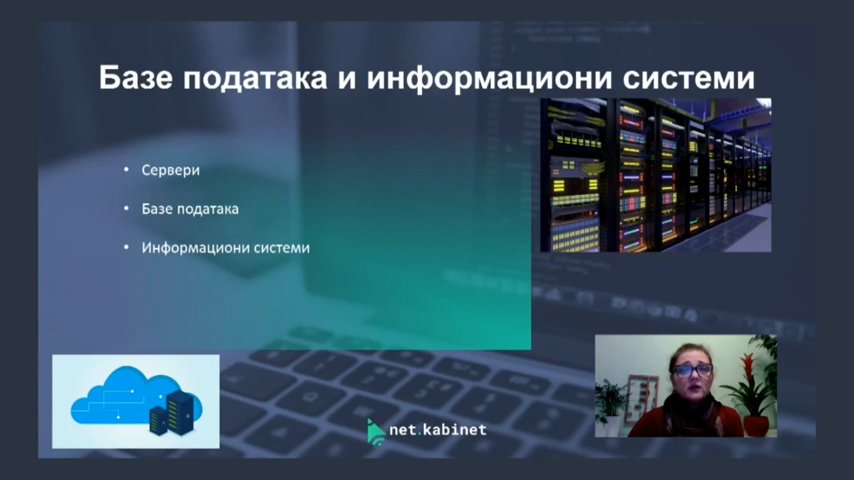 Базе података и информациони системи
Сервери
Базе података
Информациони системи
net.kabinet